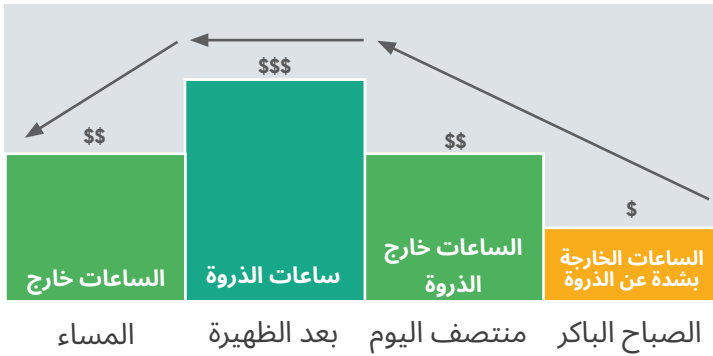 $
الساعات الخارجة
بشدة عن الذروة
الصباح الباكر
$$
الساعات خارج
الذروة
منتصف اليوم
$$$
ساعات الذروة
بعد الظهيرة
$$
الساعات خارج
المساء